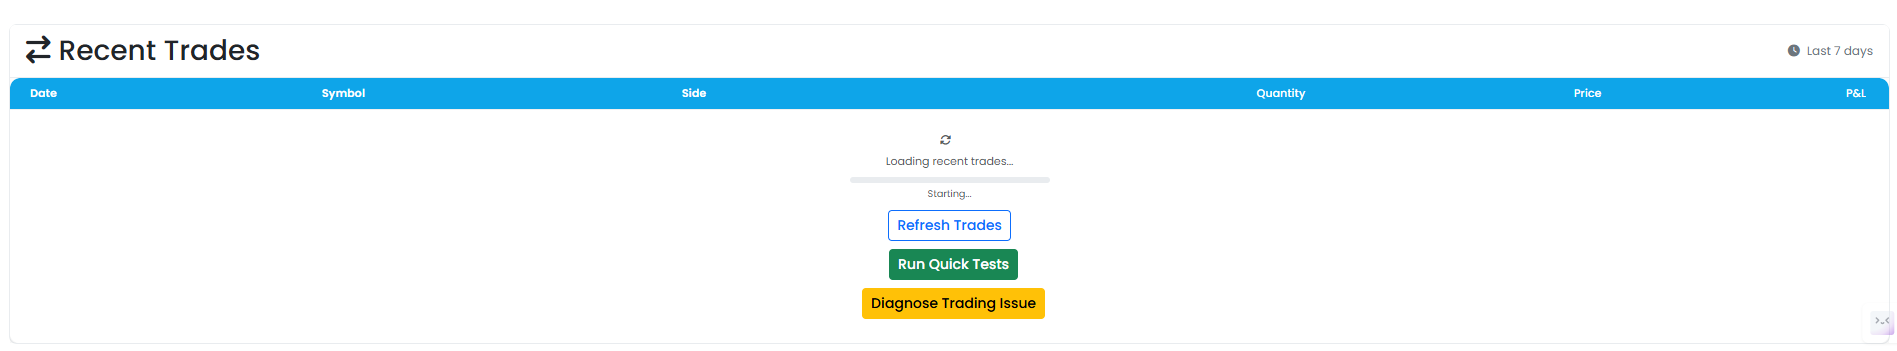 Recent Trades
Last 7 days
Date Symbol Side Quantity Price P&L
Loading recent trades...
Starting...
Refresh Trades
Run Quick Tests
Diagnose Trading Issue